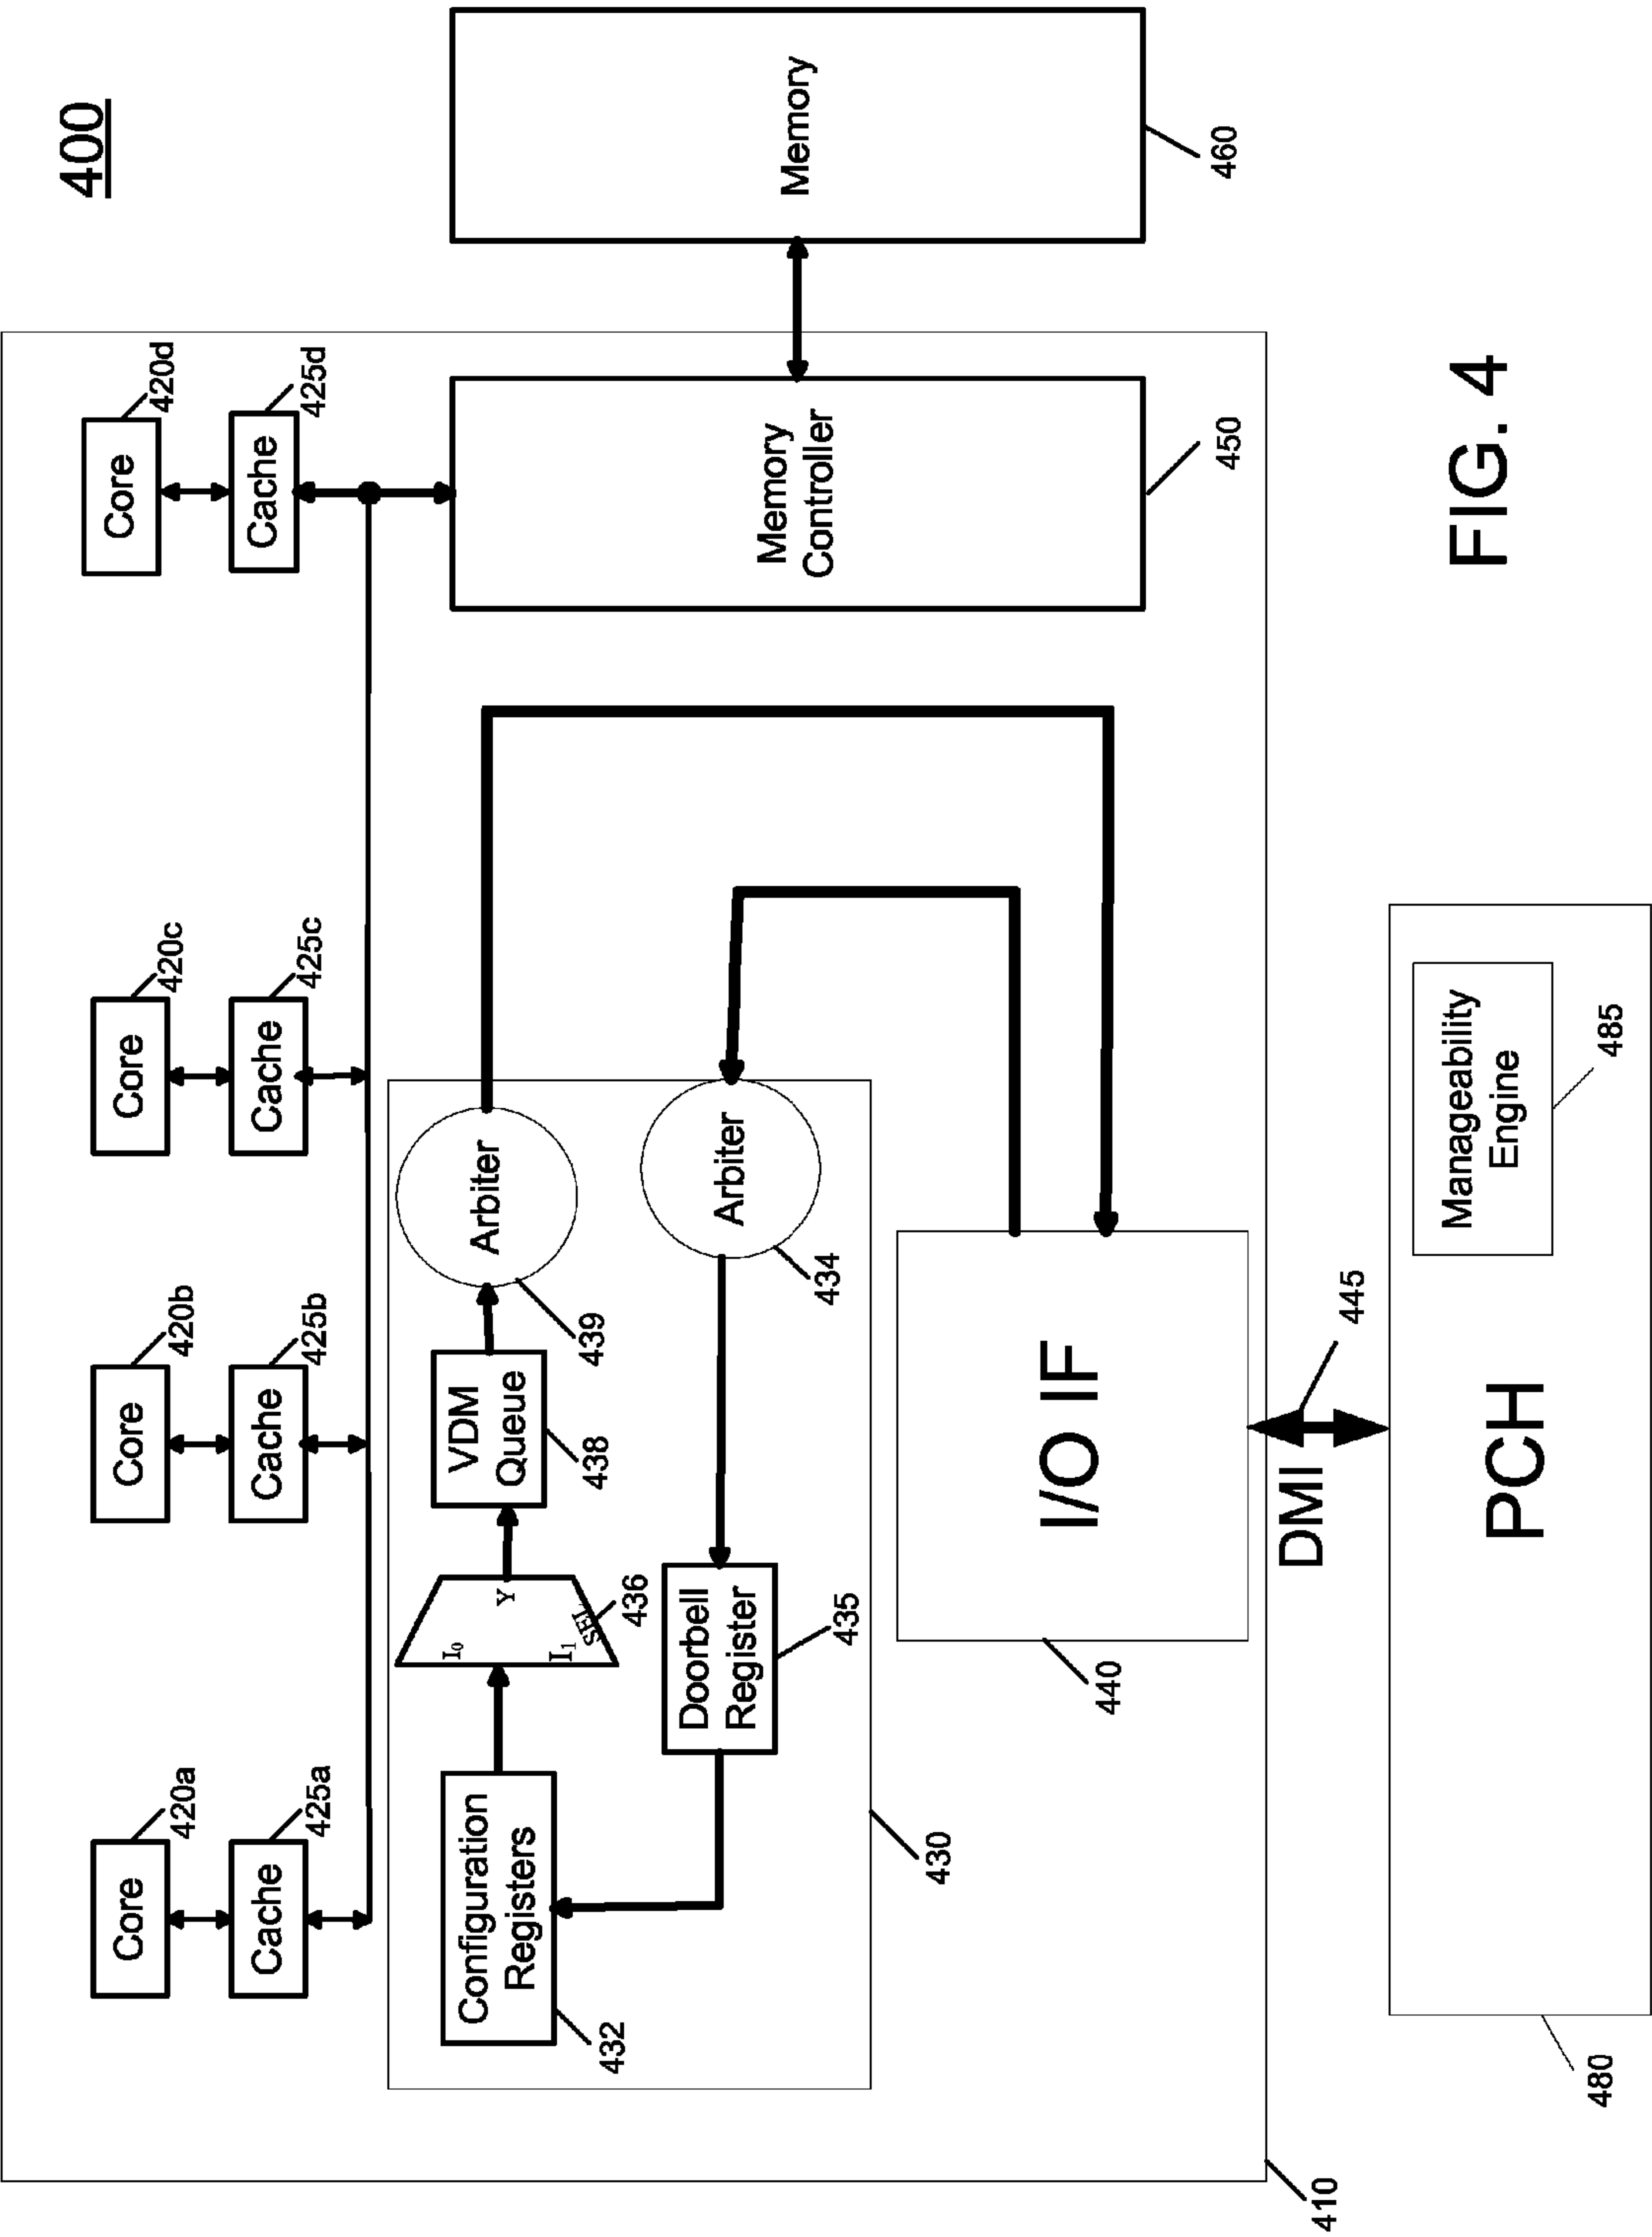 400
Core
420a
Core
420b
Core
420c
Core
420d
Cache
425a
Cache
425b
Cache
425c
Cache
425d
Configuration
Registers
432
I0
I1
Y
SEL
436
VDM
Queue
438
Arbiter
439
Doorbell
Register
435
Arbiter
434
430
Memory
Controller
450
Memory
460
I/O IF
440
DMI
445
410
PCH
Manageability
Engine
485
480
FIG. 4